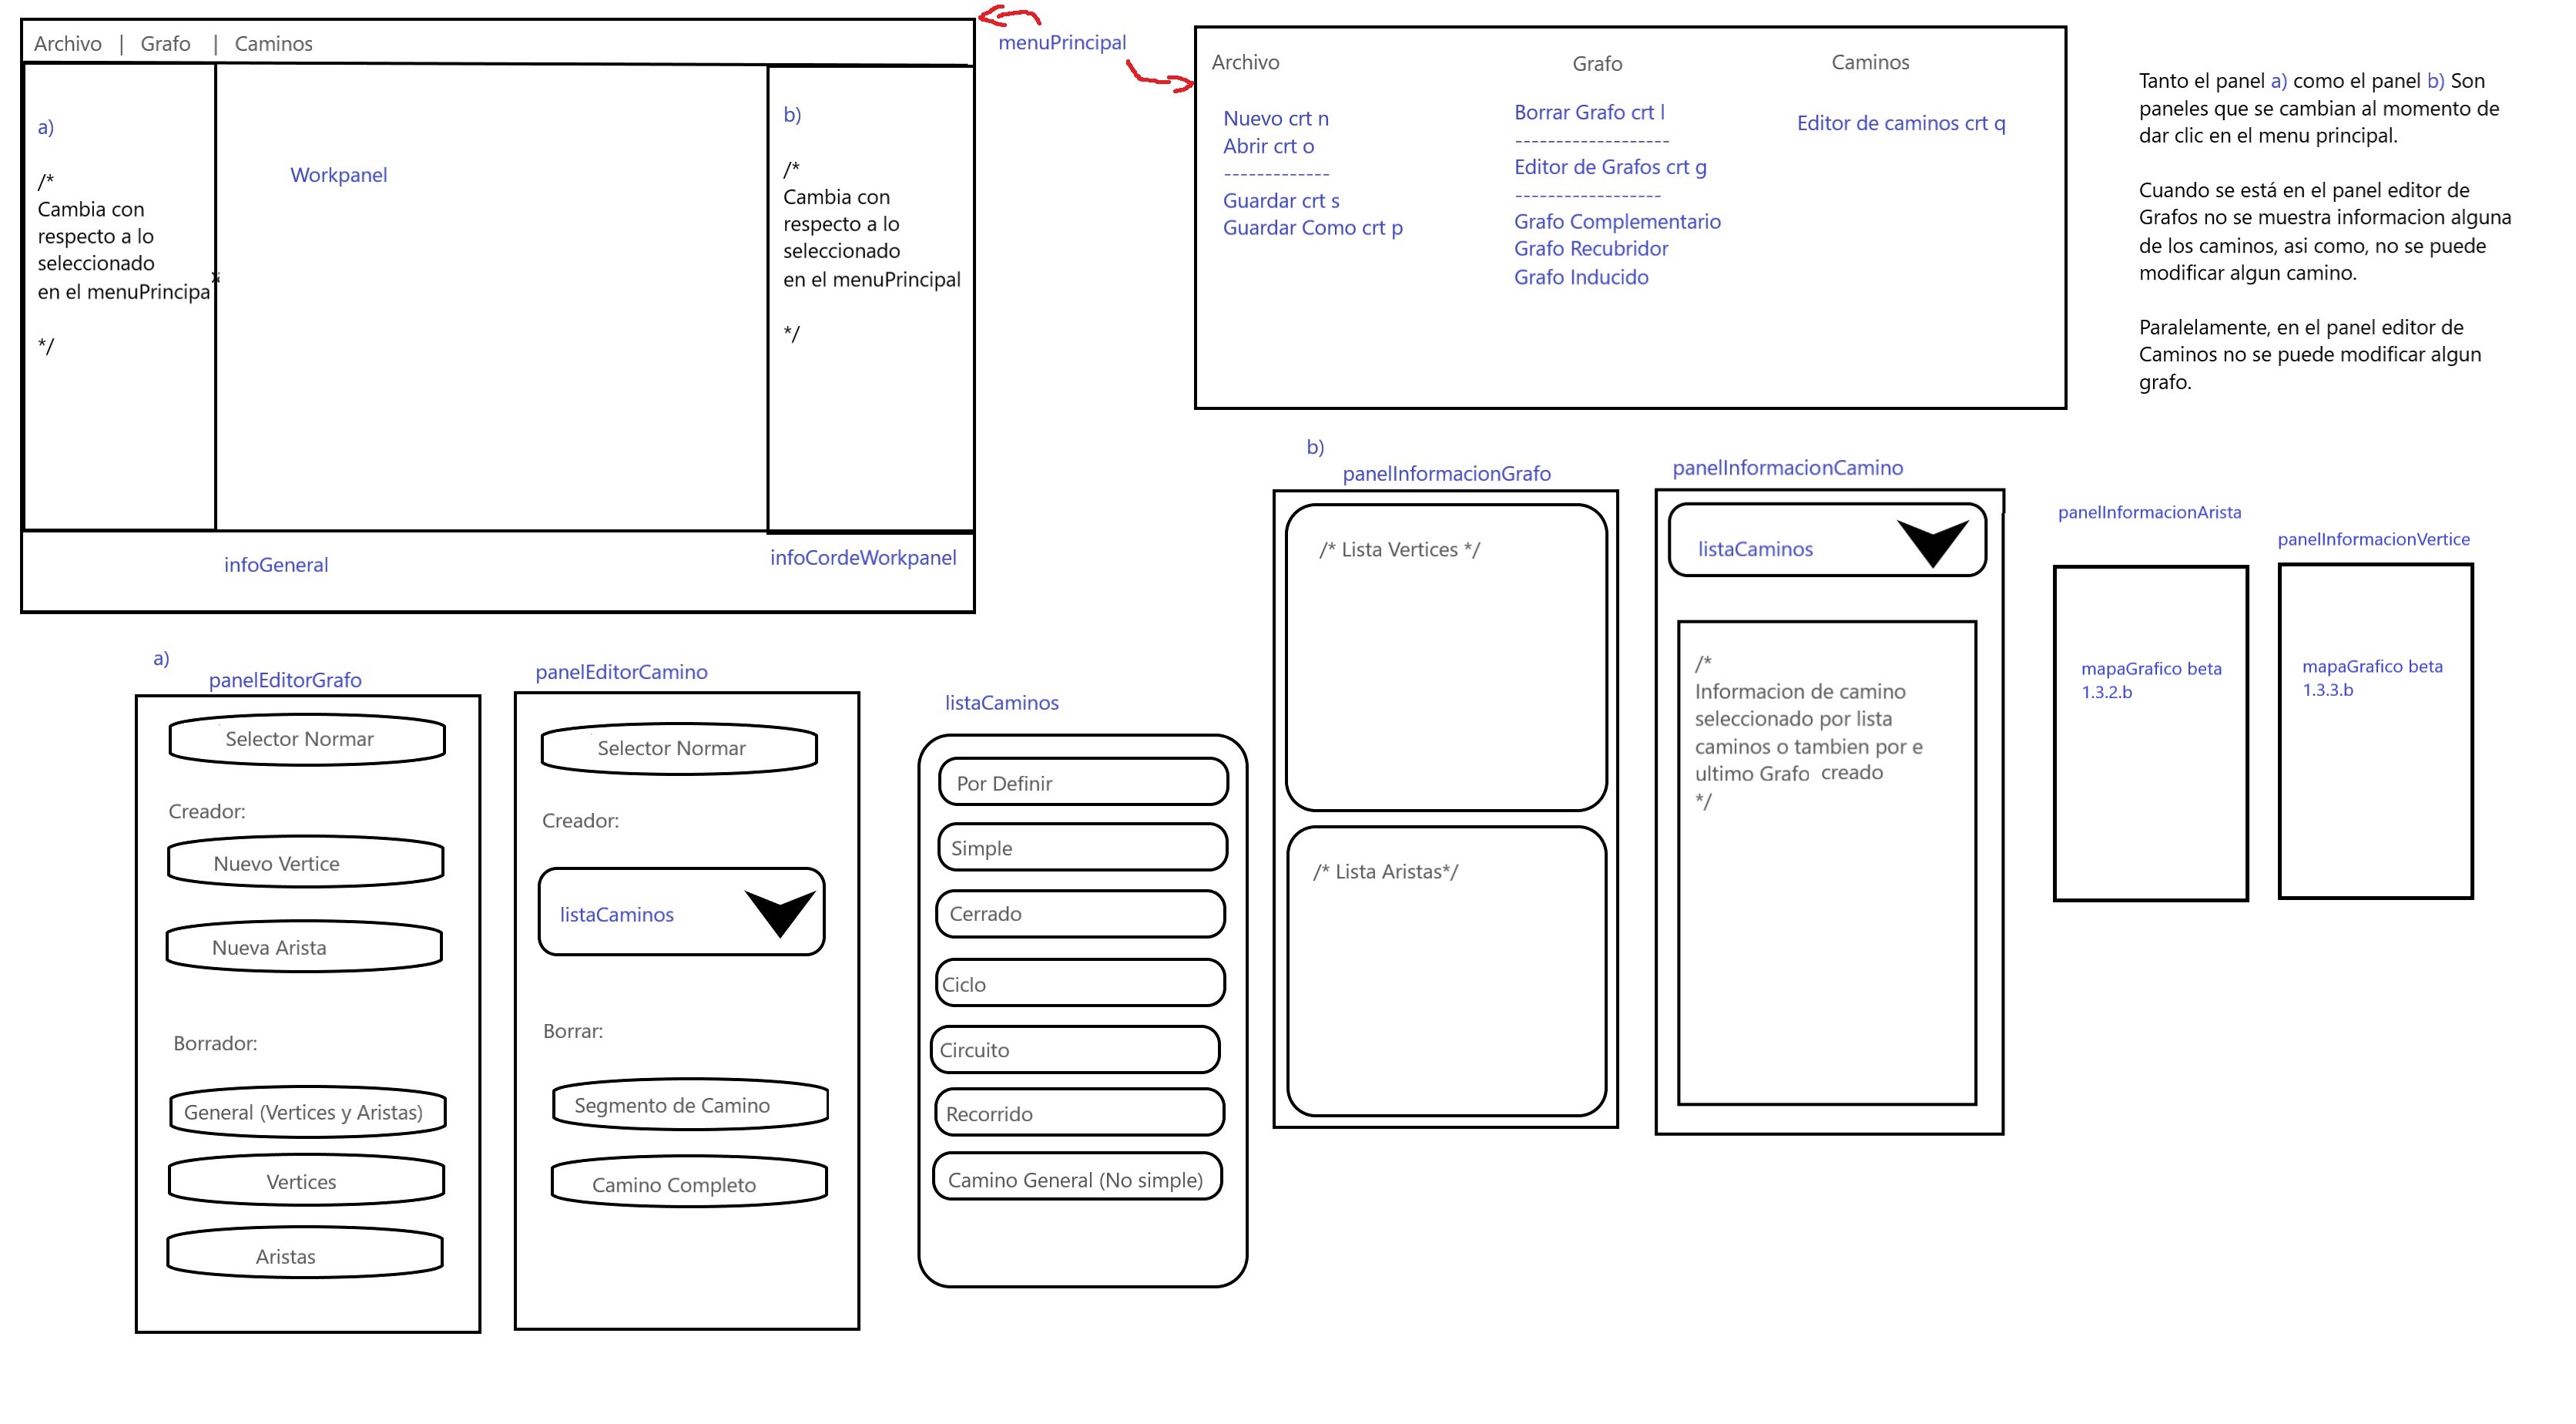 Archivo | Grafo | Caminos
a)
/*
Cambia con
respecto a lo
seleccionado
en el menuPrincipa
*/
Workpanel
b)
/*
Cambia con
respecto a lo
seleccionado
en el menuPrincipal
*/
infoGeneral
infoCordeWorkpanel
menuPrincipal
Archivo
Nuevo crt n
Abrir crt o
-------------
Guardar crt s
Guardar Como crt p
Grafo
Borrar Grafo crt l
-------------------
Editor de Grafos crt g
------------------
Grafo Complementario
Grafo Recubridor
Grafo Inducido
Caminos
Editor de caminos crt q
Tanto el panel a) como el panel b) Son
paneles que se cambian al momento de
dar clic en el menu principal.
Cuando se está en el panel editor de
Grafos no se muestra informacion alguna
de los caminos, asi como, no se puede
modificar algun camino.
Paralelamente, en el panel editor de
Caminos no se puede modificar algun
grafo.
a)
panelEditorGrafo
Selector Normar
Creador:
Nuevo Vertice
Nueva Arista
Borrador:
General (Vertices y Aristas)
Vertices
Aristas
panelEditorCamino
Selector Normar
Creador:
listaCaminos
Borrar:
Segmento de Camino
Camino Completo
listaCaminos
Por Definir
Simple
Cerrado
Ciclo
Circuito
Recorrido
Camino General (No simple)
b)
panelInformacionGrafo
/* Lista Vertices */
/* Lista Aristas*/
panelInformacionCamino
listaCaminos
/*
Informacion de camino
seleccionado por lista
caminos o tambien por e
ultimo Grafo creado
*/
panelInformacionArista
mapaGrafico beta
1.3.2.b
panelInformacionVertice
mapaGrafico beta
1.3.3.b